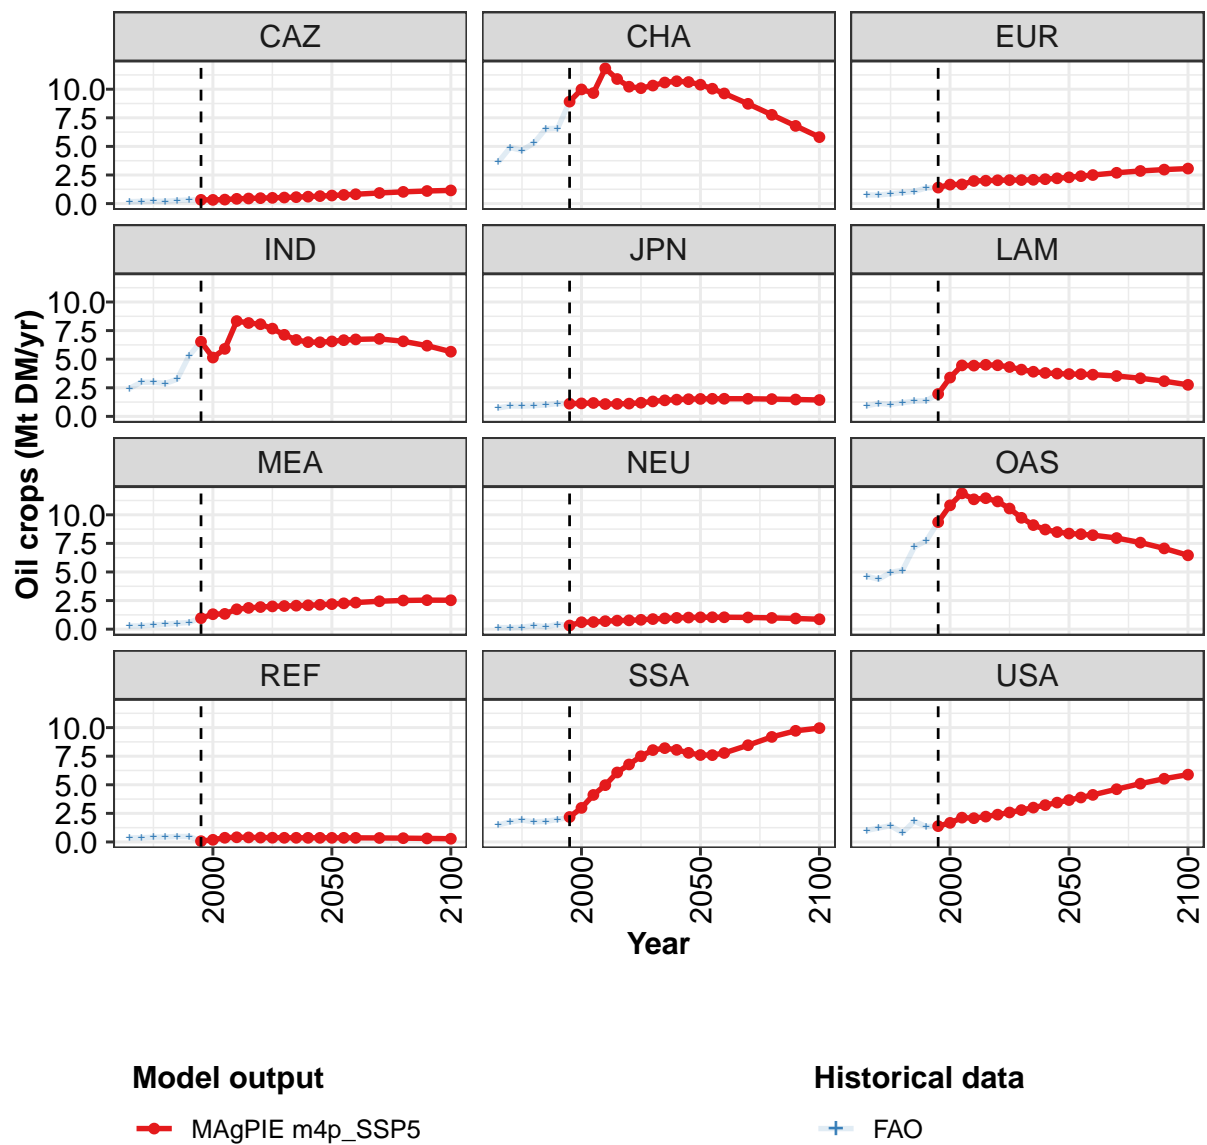 CAZ CHA EUR
10.0
7.5
5.0
2.5
0.0
IND JPN LAM
10.0
7.5
5.0
2.5
0.0
MEA NEU OAS
10.0
7.5
5.0
2.5
0.0
REF SSA USA
10.0
7.5
5.0
2.5
0.0
Oil crops (Mt DM/yr)
2000 2050 2100 2000 2050 2100 2000 2050 2100
Year
Model output Historical data
MAgPIE m4p_SSP5 FAO